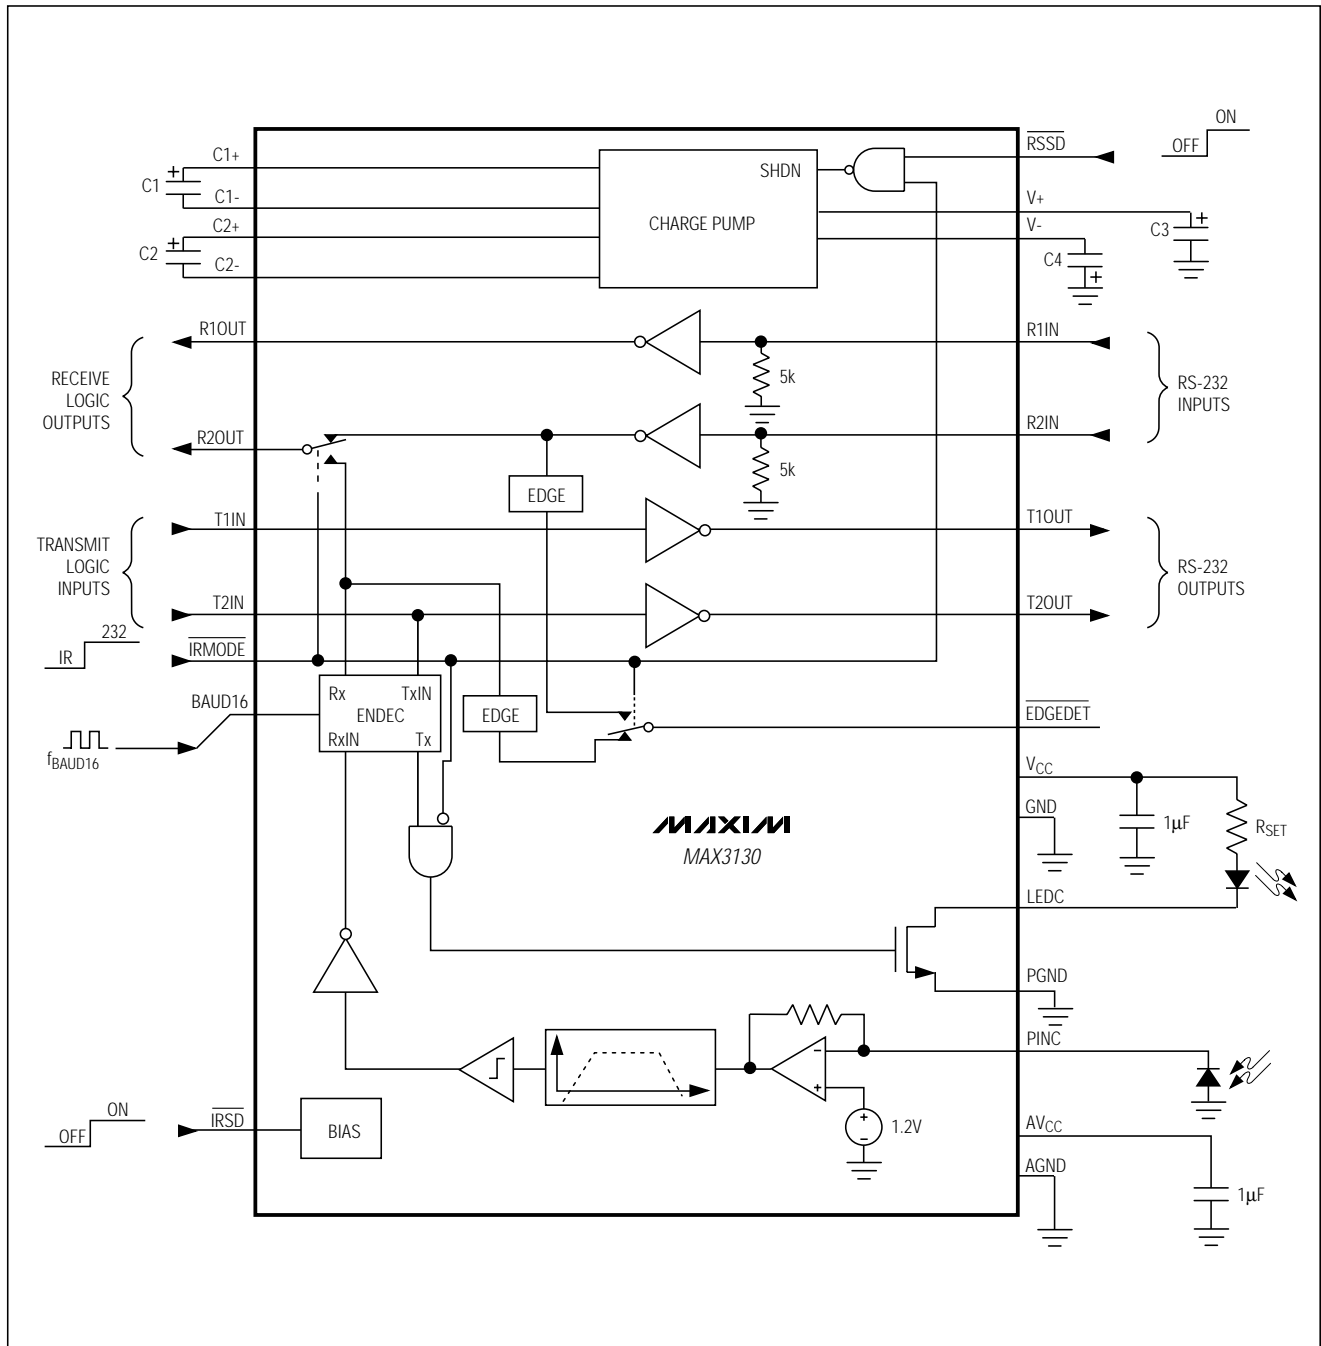 ON
OFF
RSSD
C1+
C1
C1-
C2+
C2
C2-
SHDN
CHARGE PUMP
V+
V-
C3
C4
R1OUT
R1IN
5k
RECEIVE
LOGIC
OUTPUTS
RS-232
INPUTS
R2OUT
R2IN
5k
EDGE
T1IN
T1OUT
TRANSMIT
LOGIC
INPUTS
RS-232
OUTPUTS
T2IN
T2OUT
232
IR
IRMODE
BAUD16
fBAUD16
Rx
TxIN
ENDEC
RxIN
Tx
EDGE
EDGEDET
VCC
GND
1µF
RSET
MAXIM
MAX3130
LEDC
PGND
PINC
-
+
+
-
1.2V
ON
OFF
IRSD
BIAS
AVCC
AGND
1µF